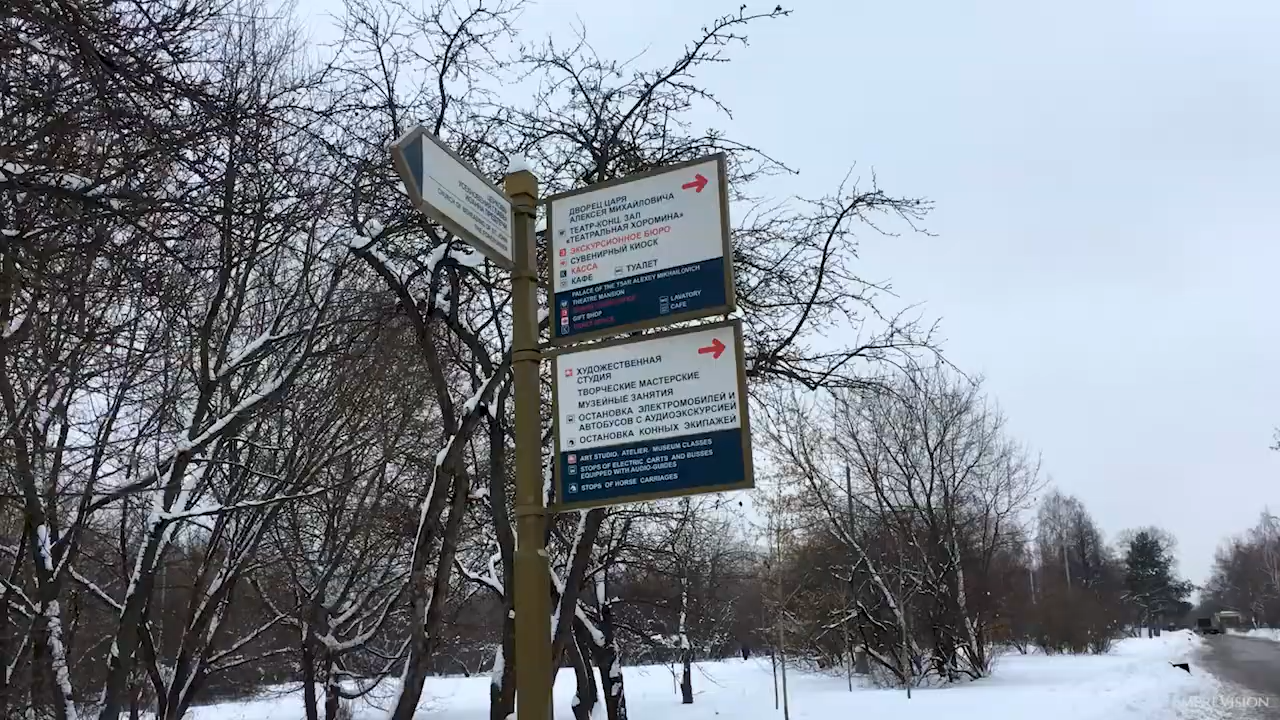 ДВОРЕЦ ЦАРЯ
АЛЕКСЕЯ МИХАЙЛОВИЧА
ТЕАТР-КОНЦ. ЗАЛ
«ТЕАТРАЛЬНАЯ ХОРОМИНА»
ЭКСКУРСИОННОЕ БЮРО
СУВЕНИРНЫЙ КИОСК
КАССА
КАФЕ ТУАЛЕТ
PALACE OF THE TSAR ALEXEY MIKHAILOVICH
THEATRE MANSION
LAVATORY
GIFT SHOP
CAFE
TICKET OFFICE
ХУДОЖЕСТВЕННАЯ
СТУДИЯ
ТВОРЧЕСКИЕ МАСТЕРСКИЕ
МУЗЕЙНЫЕ ЗАНЯТИЯ
ОСТАНОВКА ЭЛЕКТРОМОБИЛЕЙ И
АВТОБУСОВ С АУДИОЭКСКУРСИЕЙ
ОСТАНОВКА КОННЫХ ЭКИПАЖЕЙ
ART STUDIO. ATELIER. MUSEUM CLASSES
STOPS OF ELECTRIC CARTS AND BUSSES
EQUIPPED WITH AUDIO-GUIDES
STOPS OF HORSE CARRIAGES